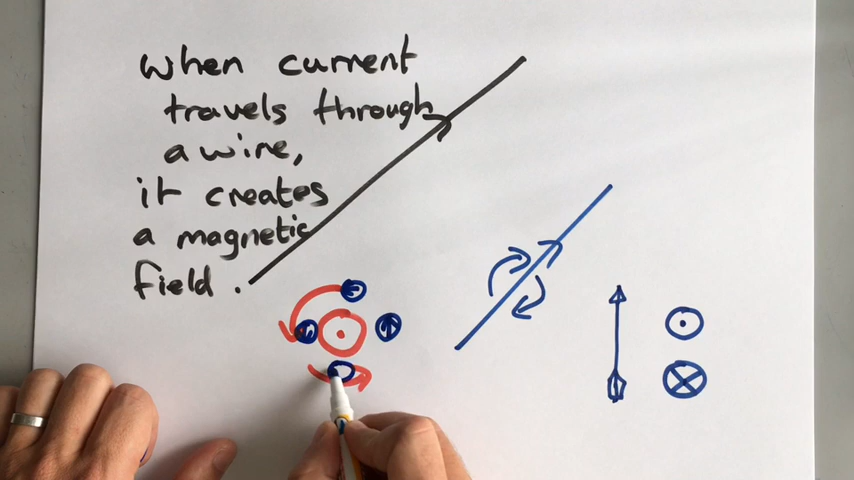 when current
travels through
a wire,
it creates
a magnetic
field.